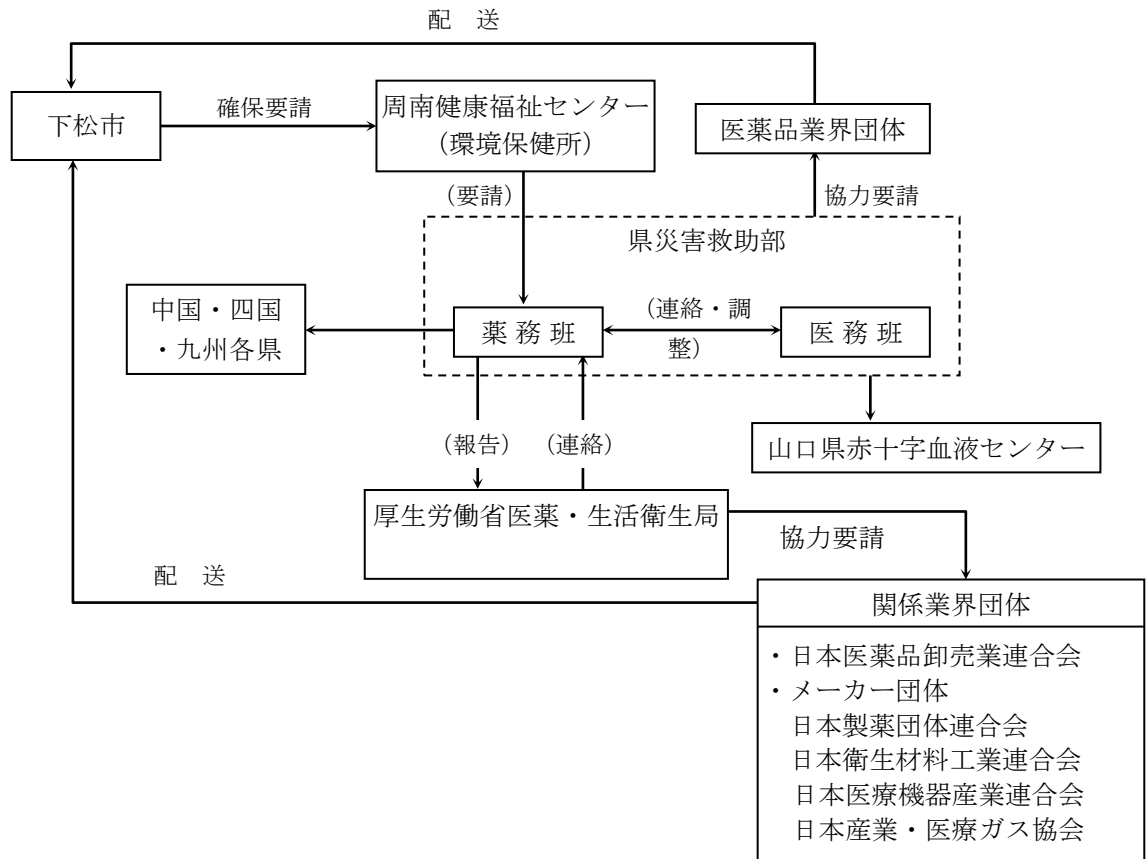 配 送
下松市
確保要請
周南健康福祉センター
（環境保健所）
医薬品業界団体
（要請）
協力要請
県災害救助部
中国・四国
・九州各県
薬 務 班
（連絡・調
整）
医 務 班
（報告）
（連絡）
山口県赤十字血液センター
厚生労働省医薬・生活衛生局
協力要請
配 送
関係業界団体
・日本医薬品卸売業連合会
・メーカー団体
日本製薬団体連合会
日本衛生材料工業連合会
日本医療機器産業連合会
日本産業・医療ガス協会